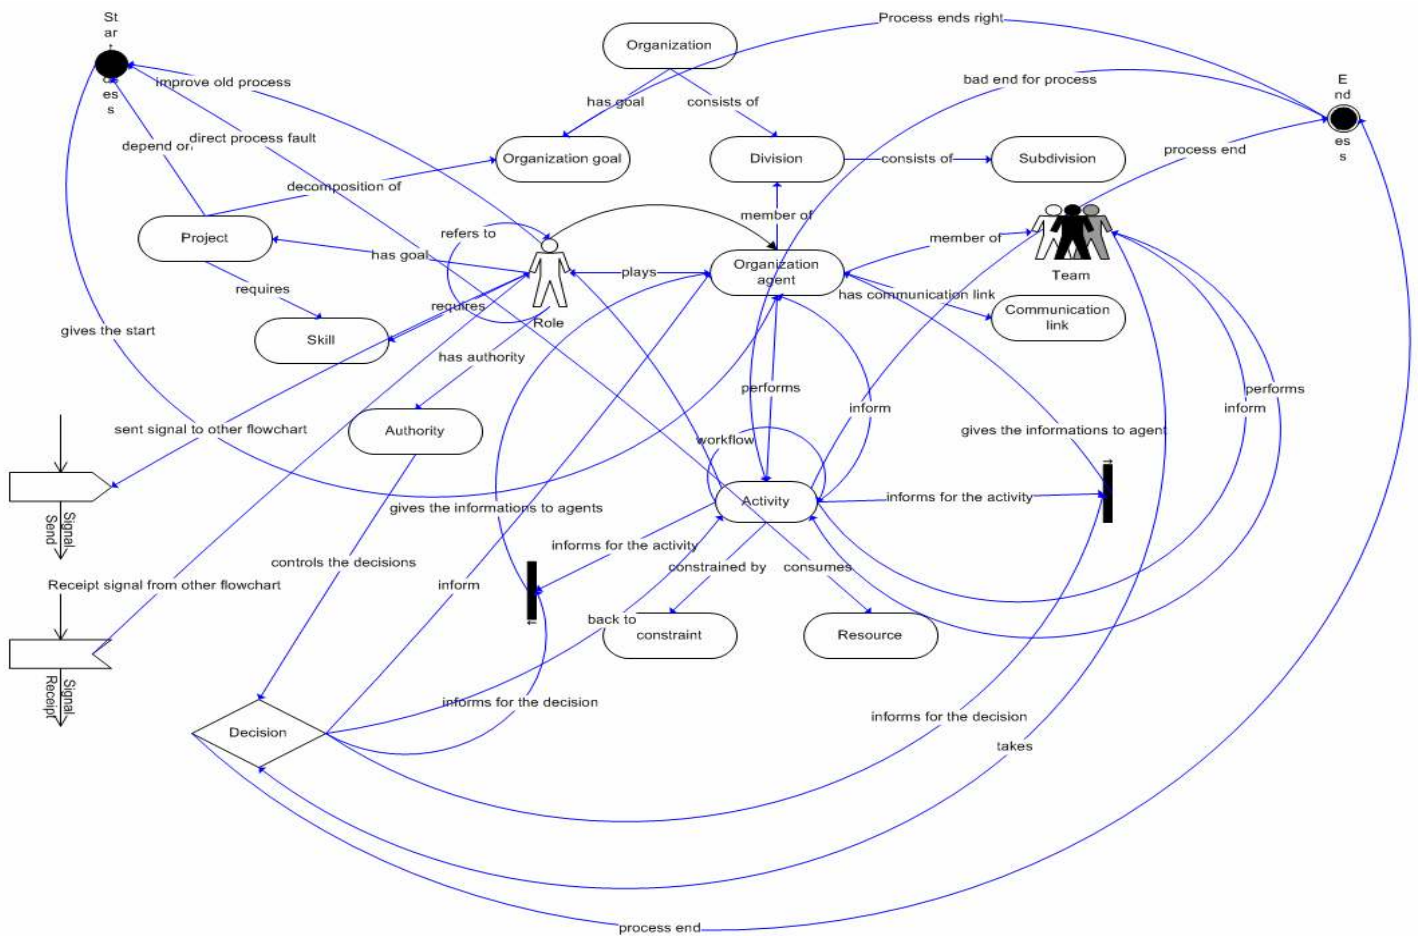 St
ar
t
es
s
Process ends right
Organization
improve old process
bad end for process
E
nd
es
s
has goal
consists of
depend on
direct process fault
process end
Organization goal
Division
consists of
Subdivision
decomposition of
member of
refers to
Project
has goal
member of
plays
Organization
agent
Team
requires
requires
has communication link
Communication
link
Role
gives the start
Skill
has authority
performs
performs
inform
inform
sent signal to other flowchart
Authority
workflow
gives the informations to agent
Activity
informs for the activity
gives the informations to agents
Signal
Send
informs for the activity
controls the decisions
constrained by
consumes
Receipt signal from other flowchart
inform
back to
constraint
Resource
Signal
Receipt
informs for the decision
informs for the decision
Decision
takes
process end